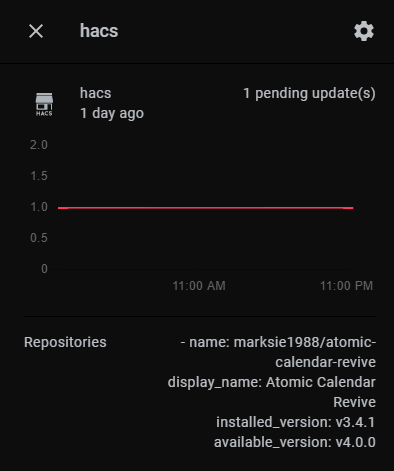 hacs
HACS
hacs
1 pending update(s)
1 day ago
2.0
1.5
1.0
0.5
0
11:00 AM
11:00 PM
Repositories
- name: marksie1988/atomic-
calendar-revive
display_name: Atomic Calendar
Revive
installed_version: v3.4.1
available_version: v4.0.0